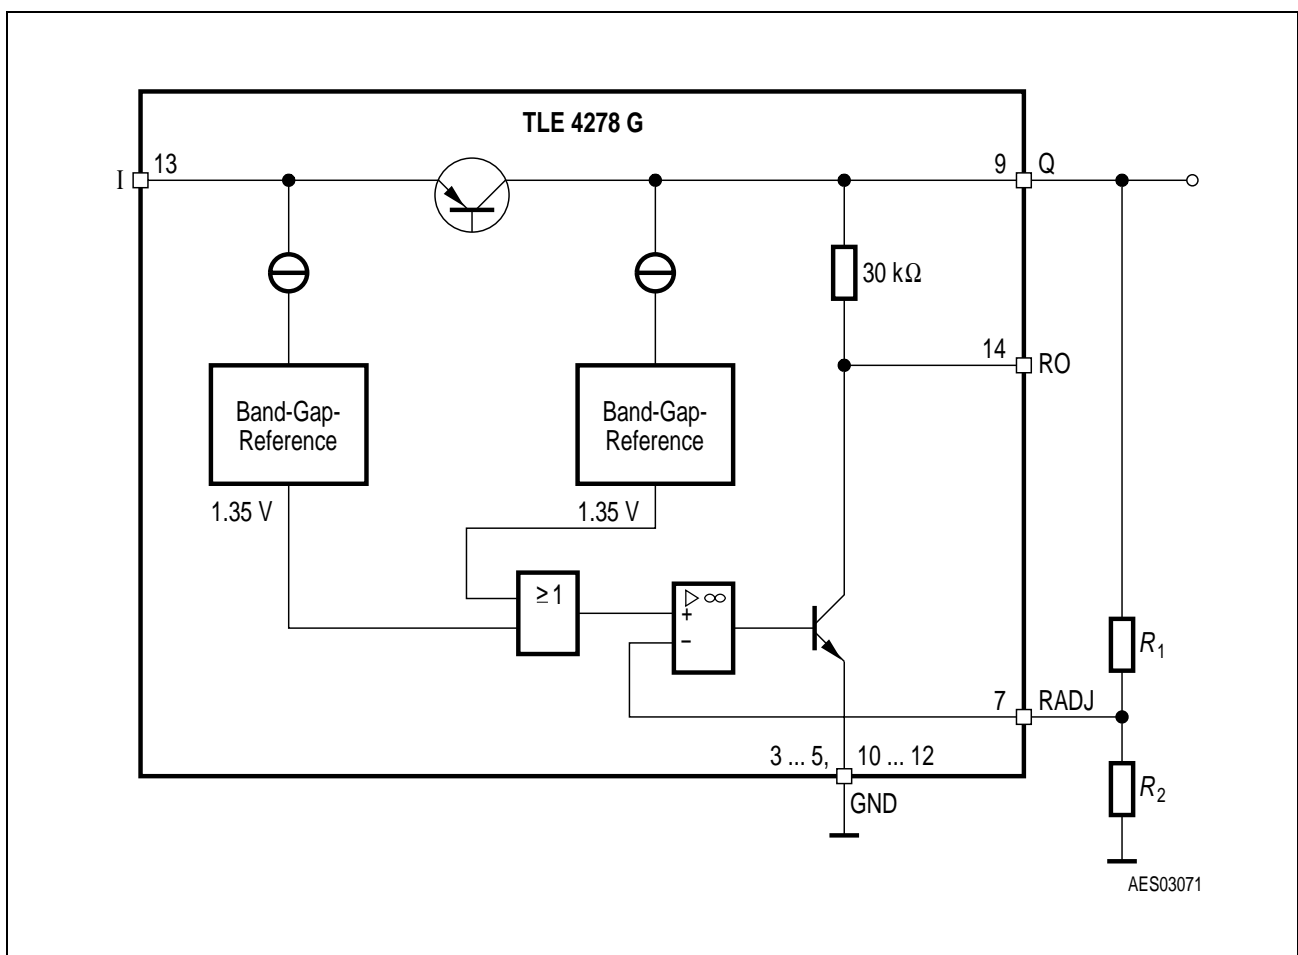 TLE 4278 G
I
13
9
Q
30 kΩ
14
RO
Band-Gap-
Reference
Band-Gap-
Reference
1.35 V
1.35 V
≥1
▷ ∞
+
-
R1
7
RADJ
3 ... 5,
10 ... 12
R2
GND
AES03071